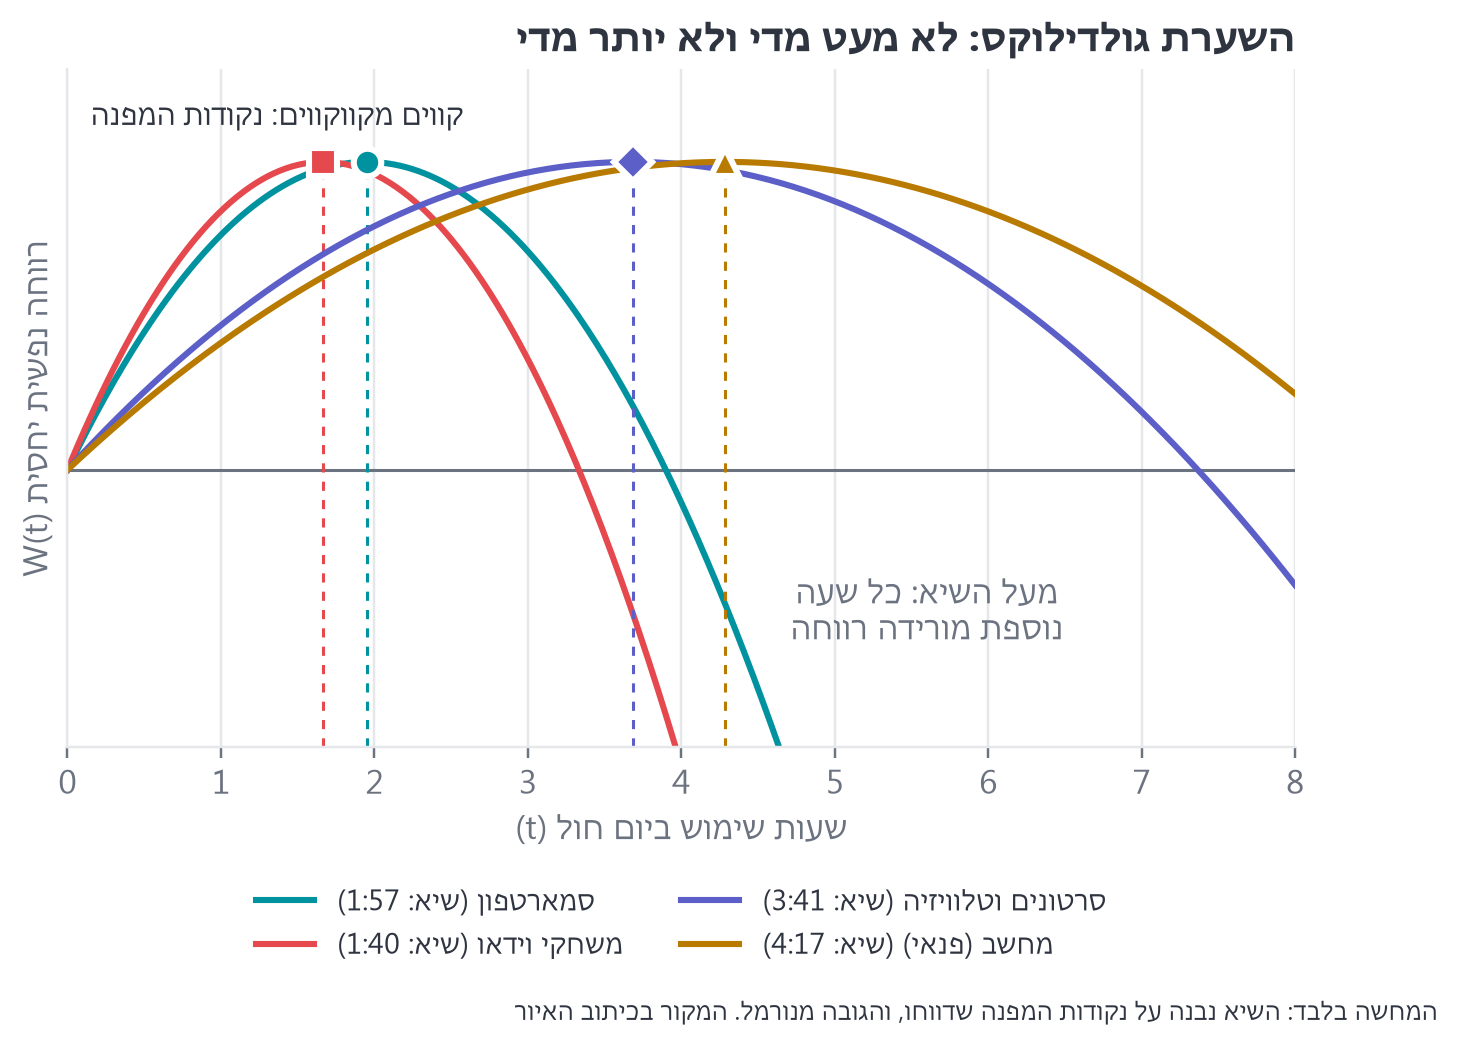 השערת גולדילוקס: לא מעט מדי ולא יותר מדי
קווים מקווקווים: נקודות המפנה
רווחה נפשית יחסית W(t)
מעל השיא: כל שעה
נוספת מורידה רווחה
0 1 2 3 4 5 6 7 8
שעות שימוש ביום חול (t)
סמארטפון (שיא: 1:57)
משחקי וידאו (שיא: 1:40)
סרטונים וטלוויזיה (שיא: 3:41)
מחשב (פנאי) (שיא: 4:17)
המחשה בלבד: השיא נבנה על נקודות המפנה שדווחו, והגובה מנורמל. המקור בכיתוב האיור